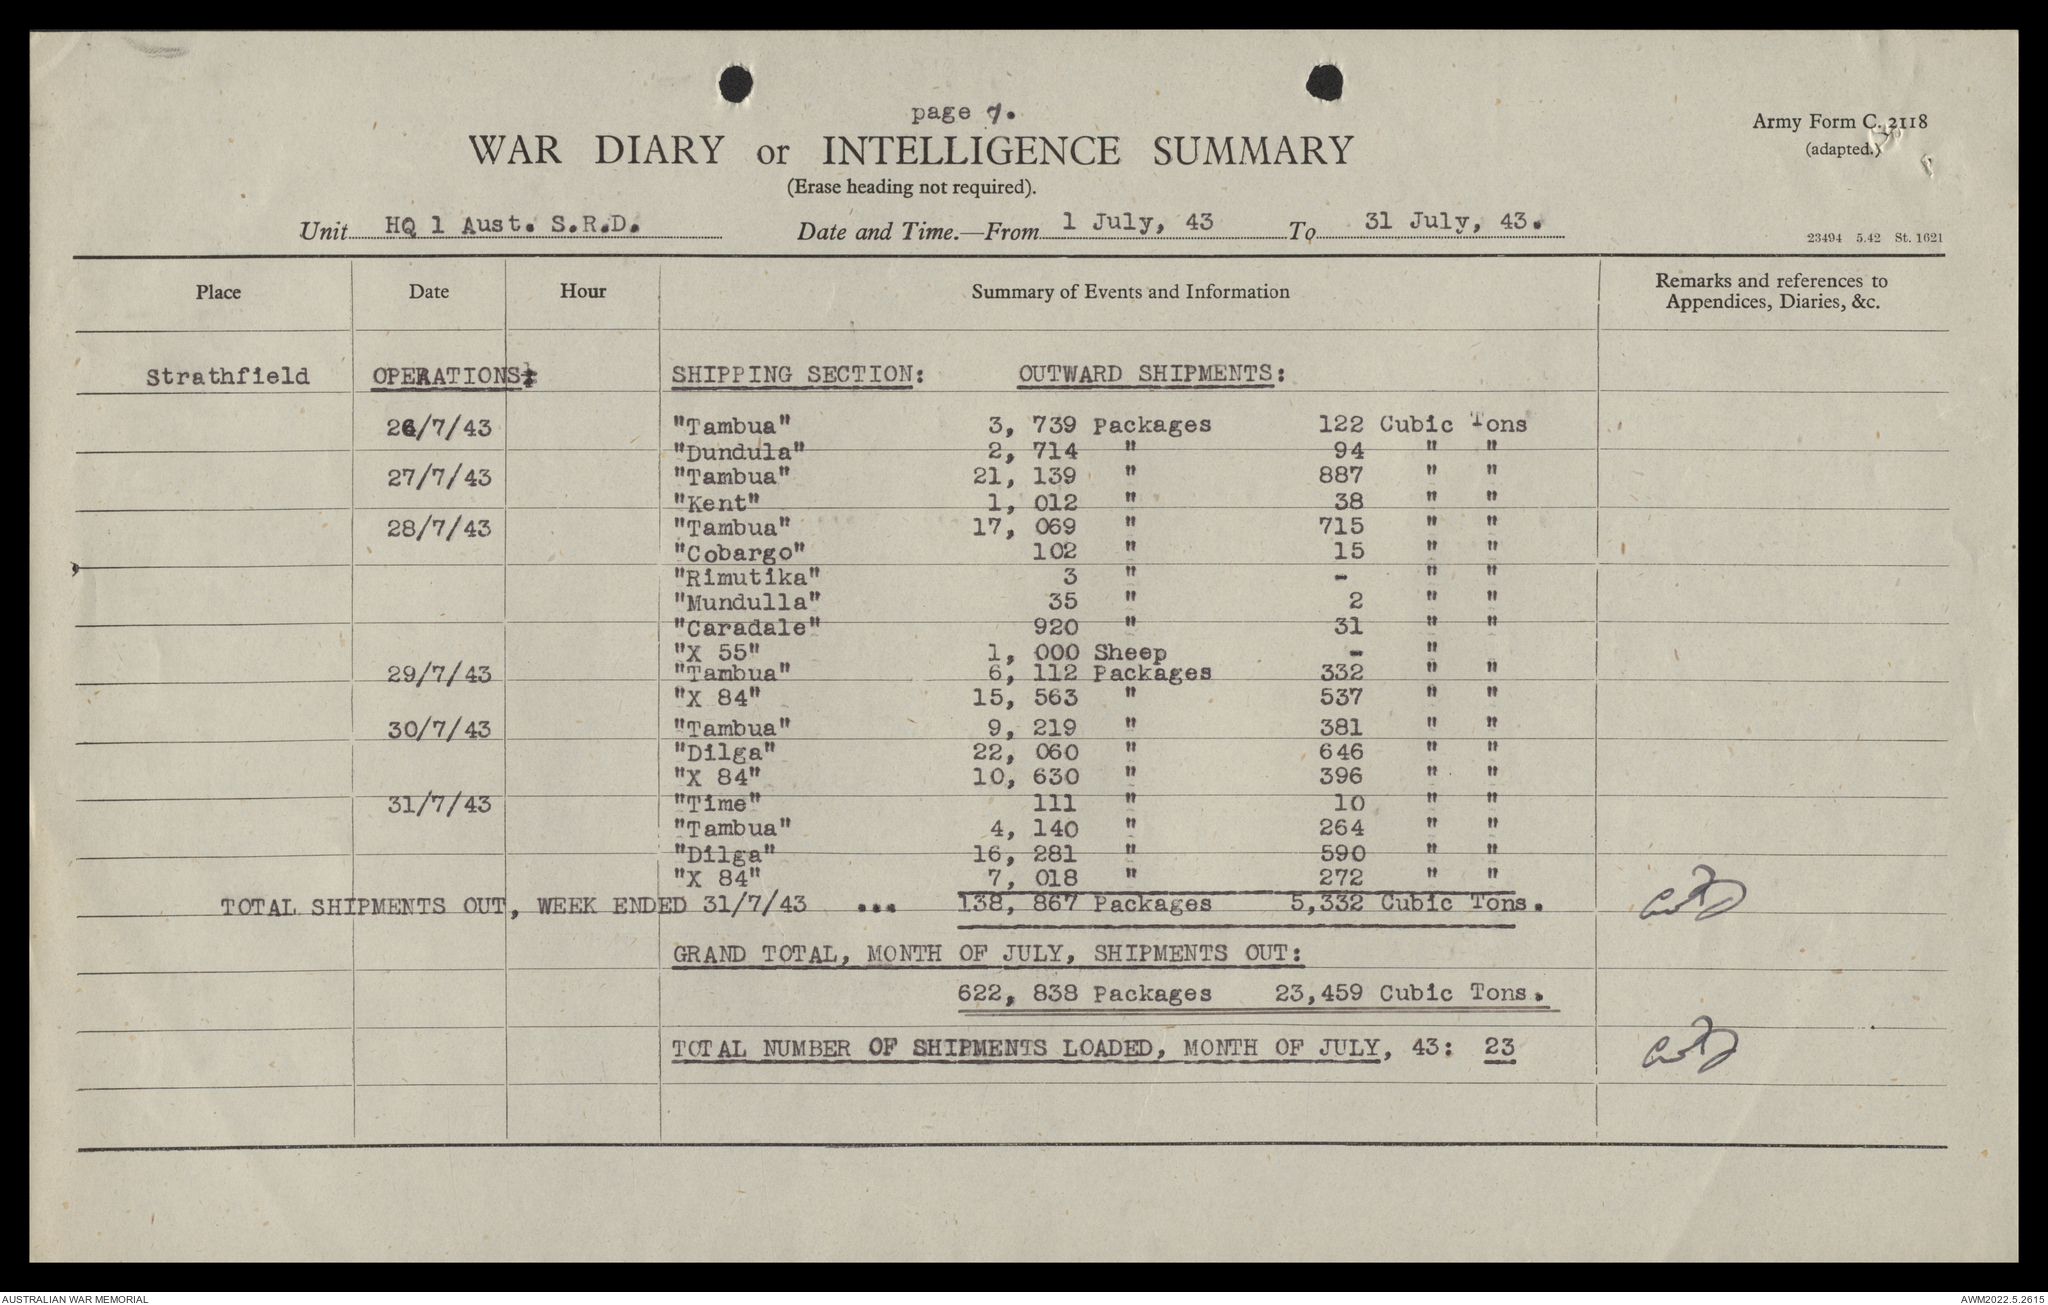 page 7.
Army Form C. 2118
(adapted.)
WAR DIARY or INTELLIGENCE SUMMARY
(Erase heading not required).
Unit HQ 1 Aust. S.R.D. Date and Time.—From 1 July, 43 To 31 July, 43.
23494 5.42 St. 1621
Place Date Hour Summary of Events and Information Remarks and references to
Appendices, Diaries, &c.
Strathfield OPERATIONS: SHIPPING SECTION: OUTWARD SHIPMENTS:
26/7/43 "Tambua" 3, 739 Packages 122 Cubic Tons
"Dundula" 2, 714 " 94 " "
27/7/43 "Tambua" 21, 139 " 887 " "
"Kent" 1, 012 " 38 " "
28/7/43 "Tambua" 17, 069 " 715 " "
"Cobargo" 102 " 15 " "
"Rimutika" 3 " - " "
"Mundulla" 35 " 2 " "
"Caradale" 920 " 31 " "
"X 55" 1, 000 Sheep - "
29/7/43 "Tambua" 6, 112 Packages 332 " "
"X 84" 15, 563 " 537 " "
30/7/43 "Tambua" 9, 219 " 381 " "
"Dilga" 22, 060 " 646 " "
"X 84" 10, 630 " 396 " "
31/7/43 "Time" 111 " 10 " "
"Tambua" 4, 140 " 264 " "
"Dilga" 16, 281 " 590 " "
"X 84" 7, 018 " 272 " "
TOTAL SHIPMENTS OUT, WEEK ENDED 31/7/43 ... 138, 867 Packages 5,332 Cubic Tons.
GRAND TOTAL, MONTH OF JULY, SHIPMENTS OUT:
622, 838 Packages 23,459 Cubic Tons.
TOTAL NUMBER OF SHIPMENTS LOADED, MONTH OF JULY, 43: 23
AUSTRALIAN WAR MEMORIAL
AWM2022.5.2615